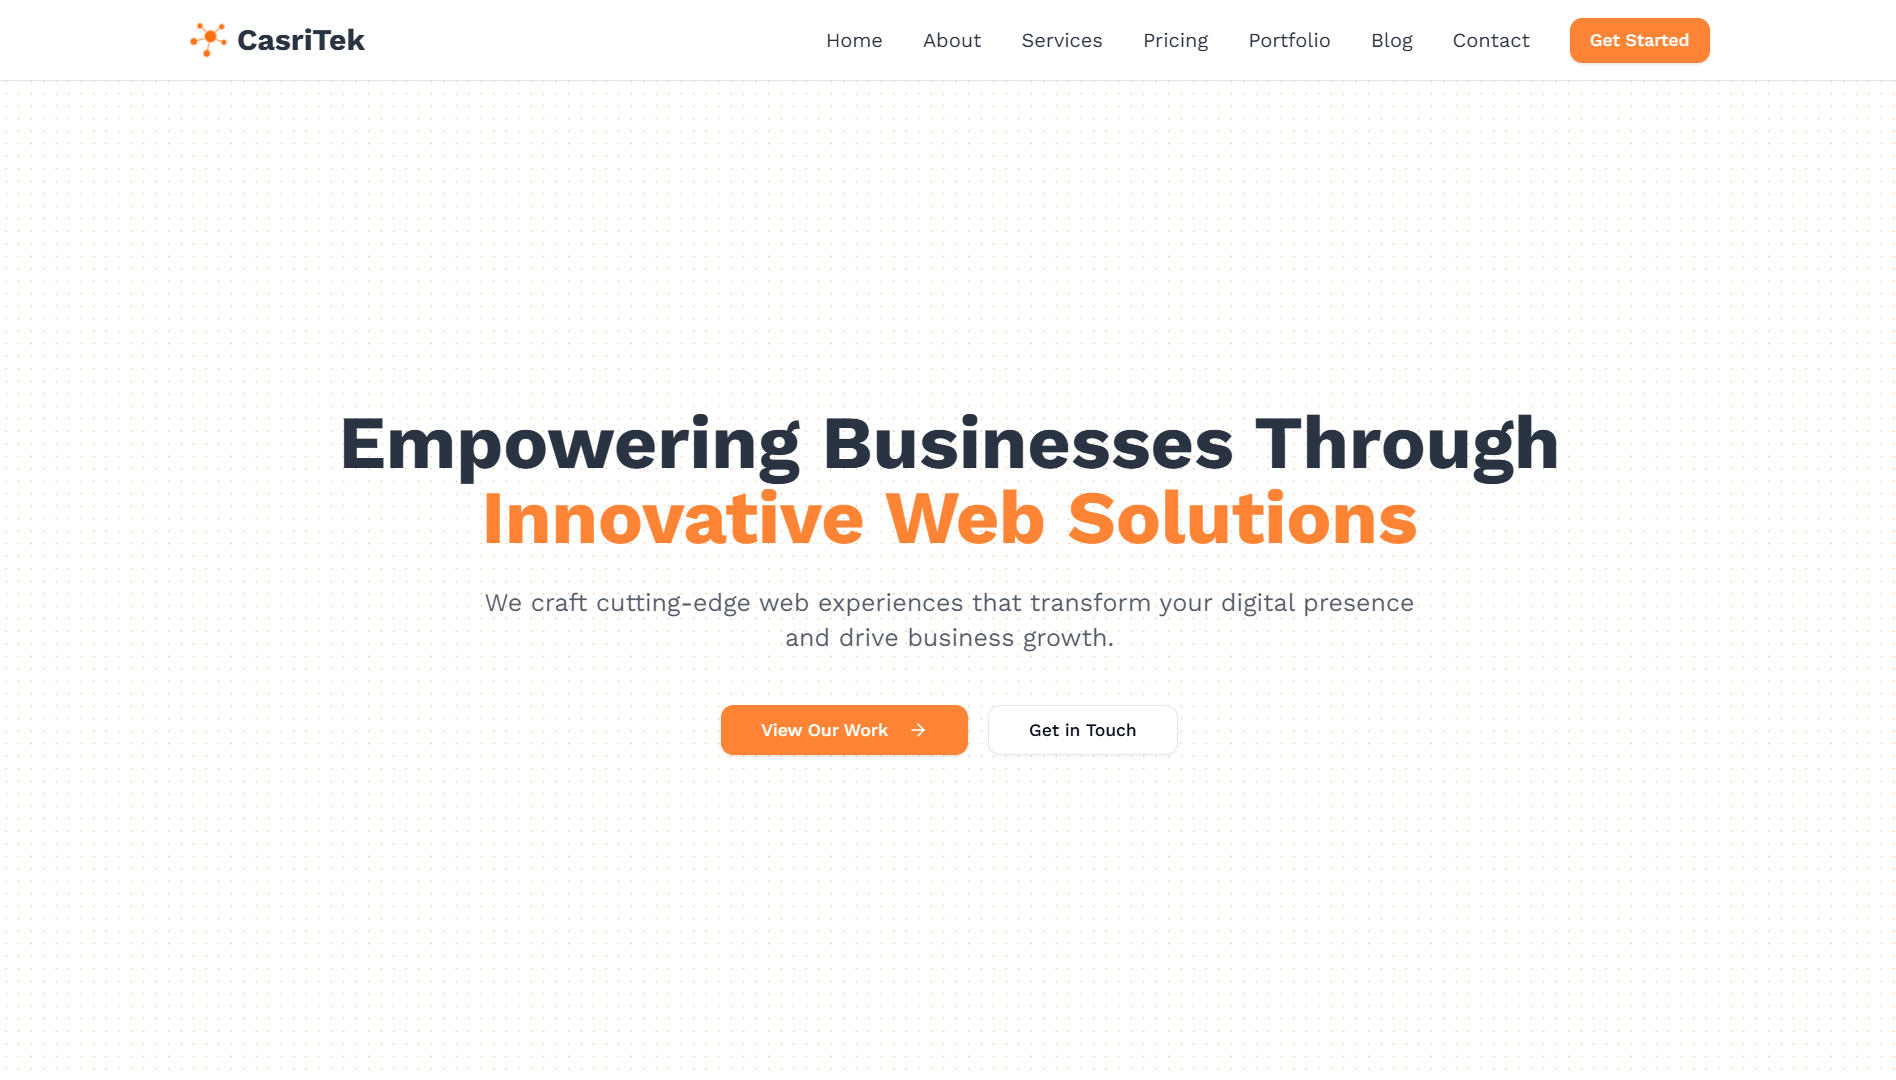 CasriTek
Home About Services Pricing Portfolio Blog Contact Get Started
Empowering Businesses Through
Innovative Web Solutions
We craft cutting-edge web experiences that transform your digital presence
and drive business growth.
View Our Work
Get in Touch